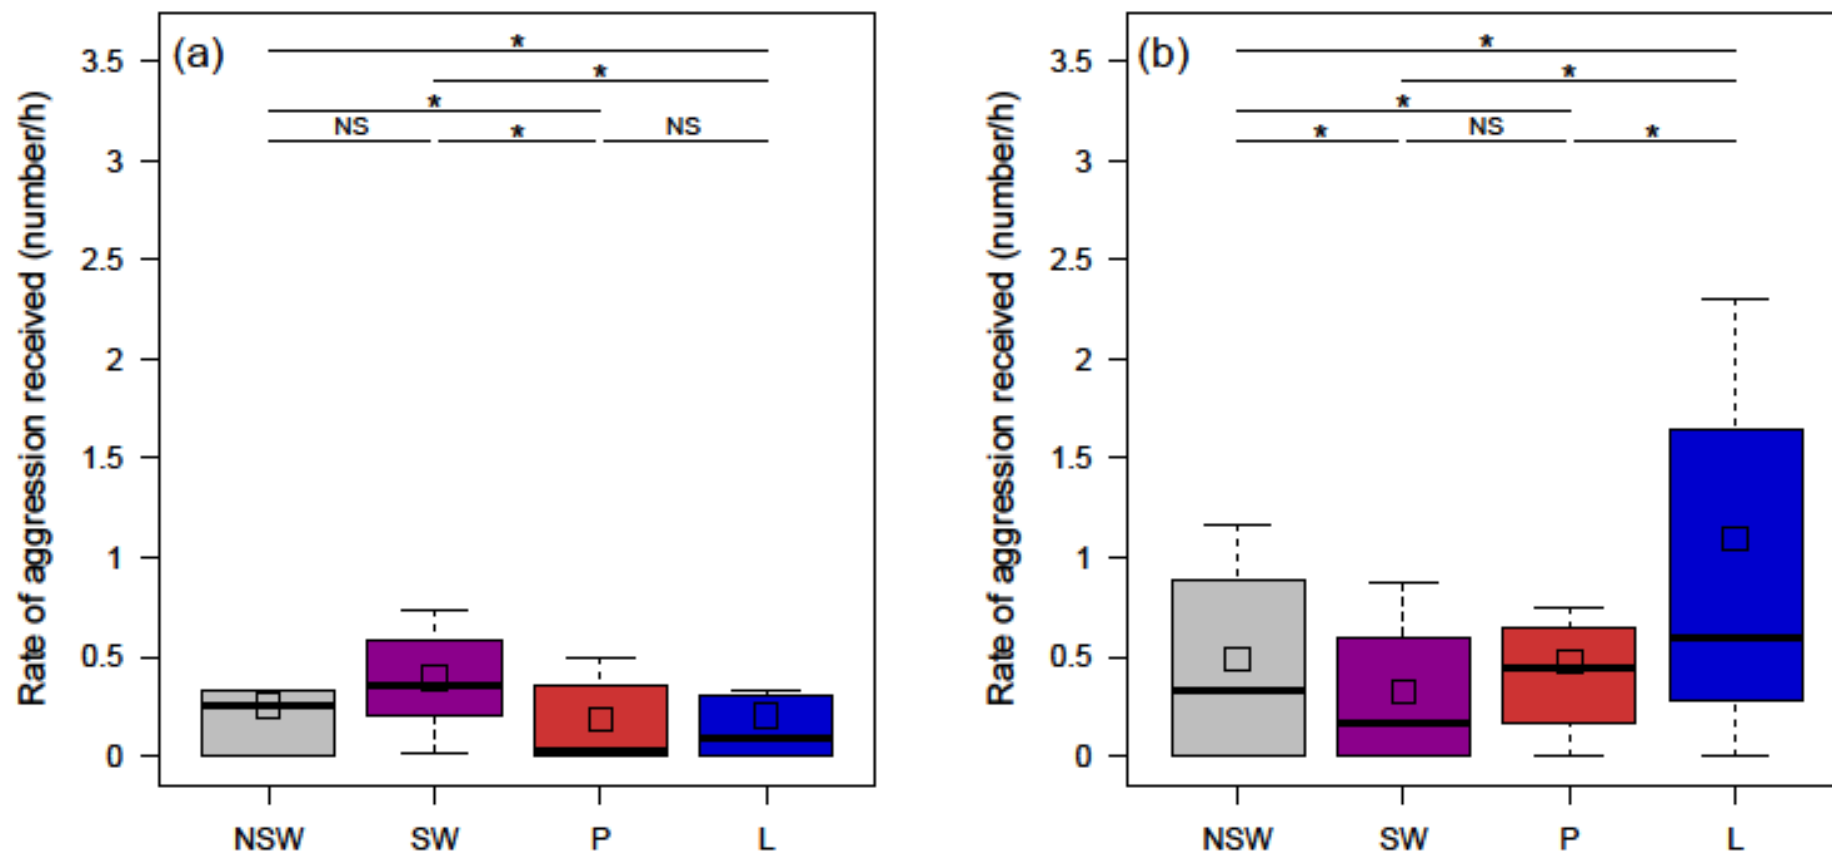 (a)
Rate of aggression received (number/h)
3.5
3
2.5
2
1.5
1
0.5
0
*
*
*
NS * NS
NSW SW P L
(b)
Rate of aggression received (number/h)
3.5
3
2.5
2
1.5
1
0.5
0
*
*
*
* NS *
NSW SW P L